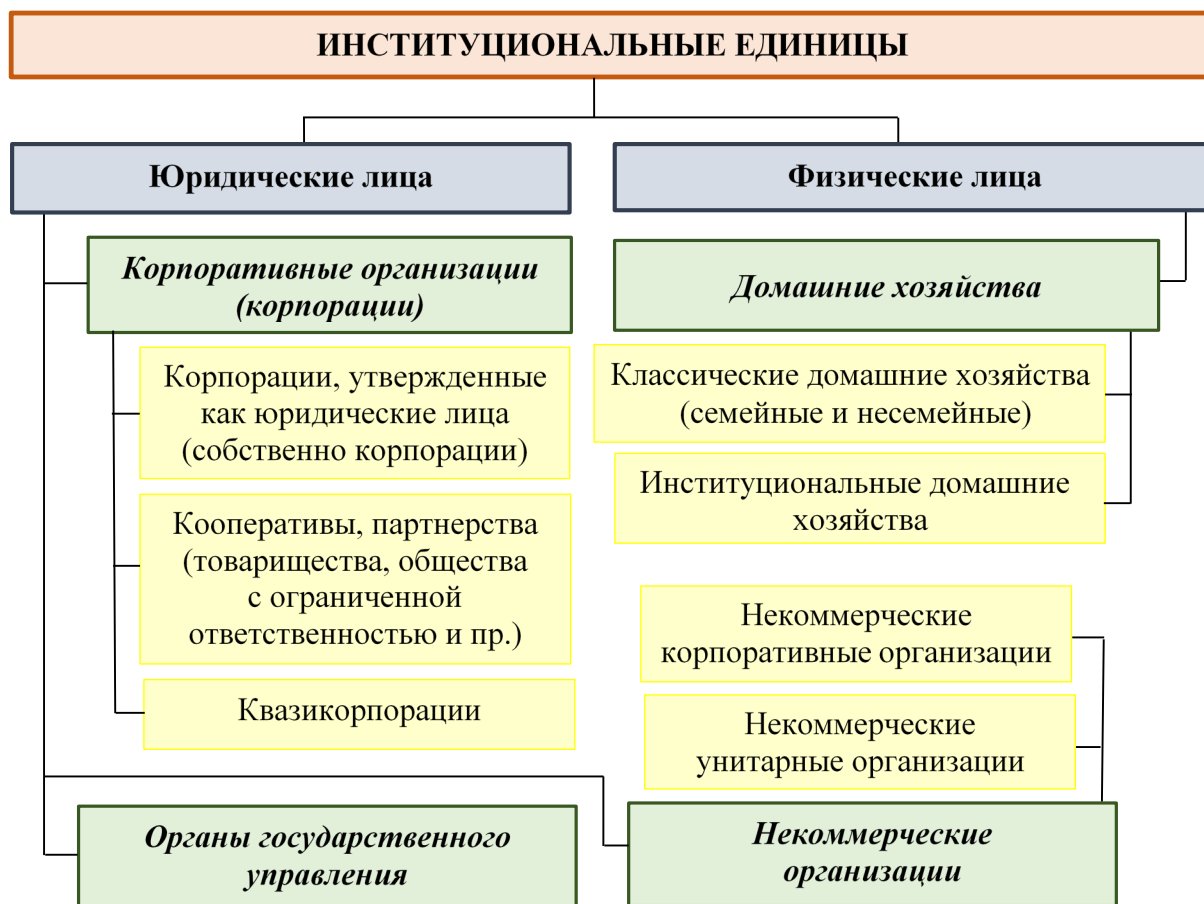 ИНСТИТУЦИОНАЛЬНЫЕ ЕДИНИЦЫ
Юридические лица
Физические лица
Корпоративные организации
(корпорации)
Домашние хозяйства
Корпорации, утвержденные
как юридические лица
(собственно корпорации)
Классические домашние хозяйства
(семейные и несемейные)
Институциональные домашние
хозяйства
Кооперативы, партнерства
(товарищества, общества
с ограниченной
ответственностью и пр.)
Некоммерческие
корпоративные организации
Квазикорпорации
Некоммерческие
унитарные организации
Органы государственного
управления
Некоммерческие
организации